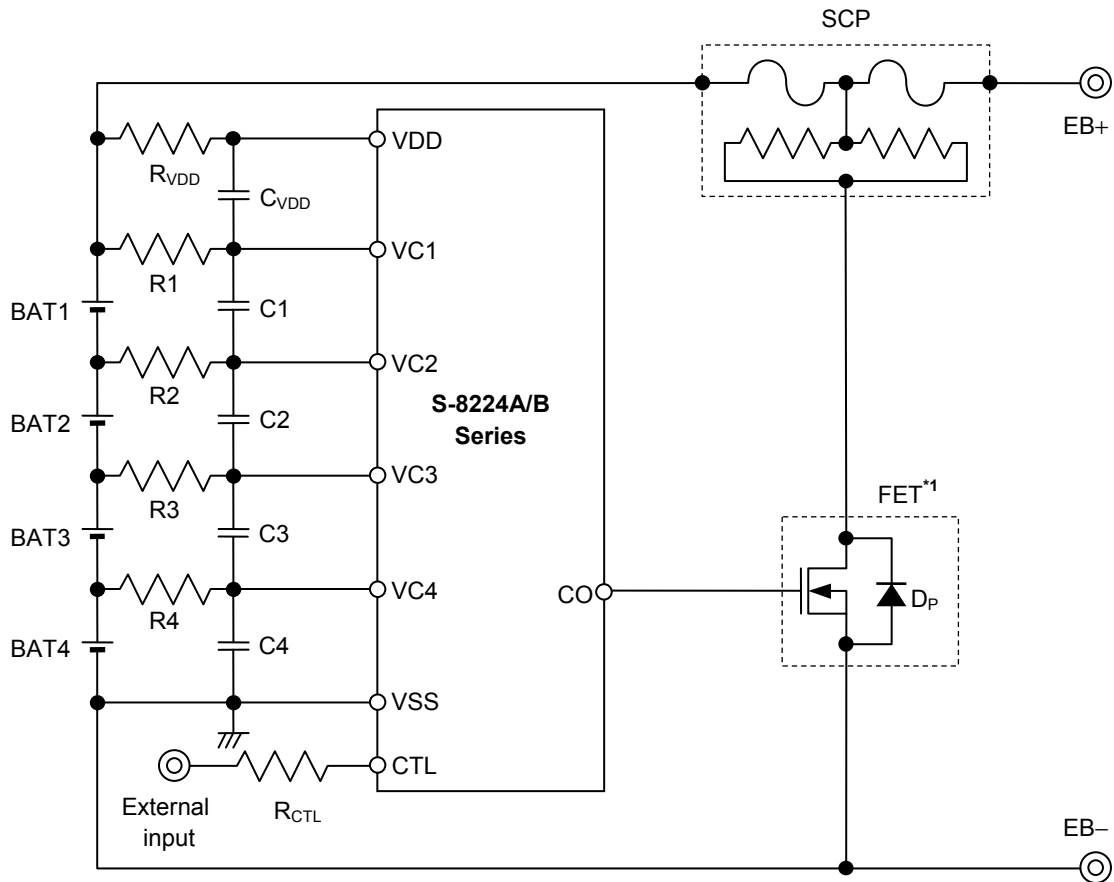 SCP
EB+
VDD
RVDD
CVDD
VC1
R1
BAT1
C1
VC2
R2
S-8224A/B
Series
BAT2
C2
VC3
R3
FET*1
BAT3
C3
VC4
CO
DP
R4
BAT4
C4
VSS
CTL
External
input
RCTL
EB−